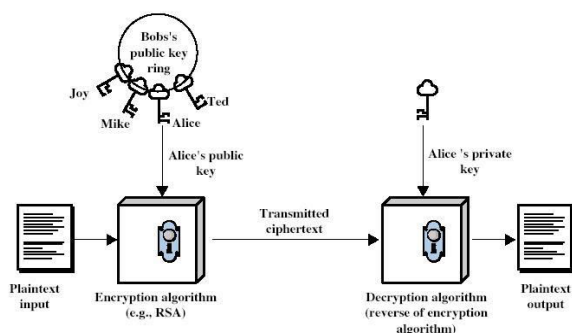 Bobs's
public key
ring
Joy
Ted
Mike
Alice
Alice's public
key
Alice 's private
key
Transmitted
ciphertext
Plaintext
input
Encryption algorithm
(e.g., RSA)
Decryption algorithm
(reverse of encryption
algorithm)
Plaintext
output